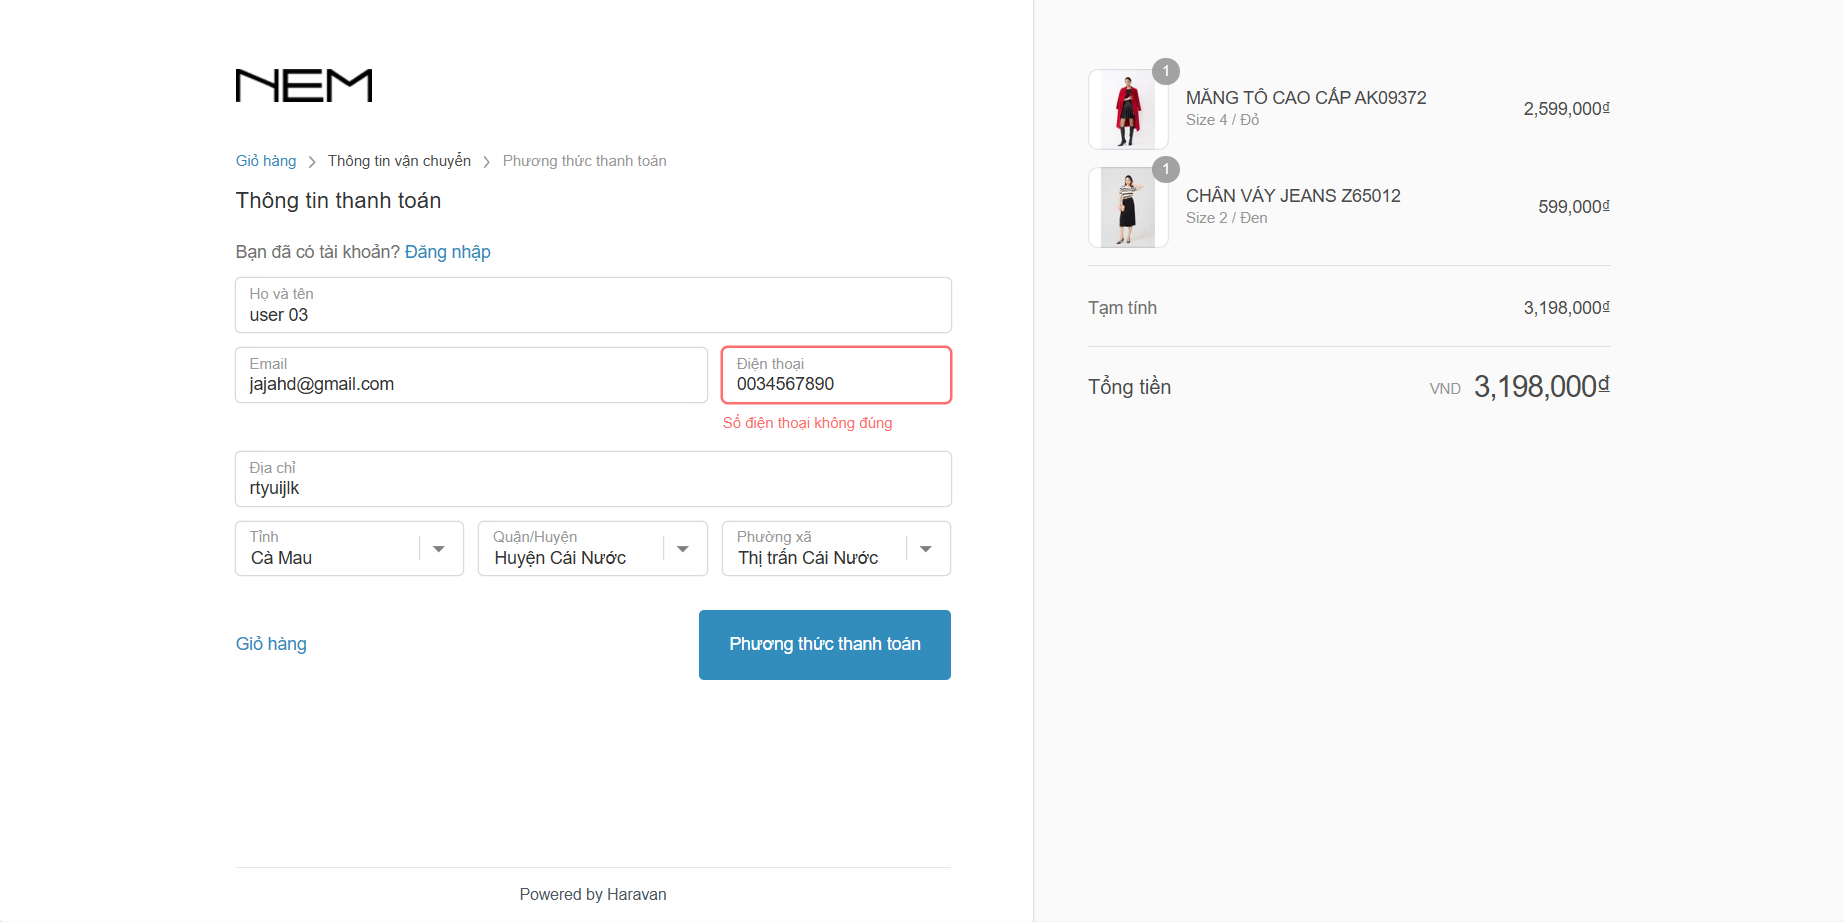 NEM
Giỏ hàng > Thông tin vận chuyển > Phương thức thanh toán
Thông tin thanh toán
Bạn đã có tài khoản? Đăng nhập
Họ và tên
user 03
Email
jajahd@gmail.com
Điện thoại
0034567890
Số điện thoại không đúng
Địa chỉ
rtyuijlk
Tỉnh
Cà Mau
Quận/Huyện
Huyện Cái Nước
Phường xã
Thị trấn Cái Nước
Giỏ hàng
Phương thức thanh toán
Powered by Haravan
1
MĂNG TÔ CAO CẤP AK09372
Size 4 / Đỏ
2,599,000₫
1
CHÂN VÁY JEANS Z65012
Size 2 / Đen
599,000₫
Tạm tính 3,198,000₫
Tổng tiền VND 3,198,000₫